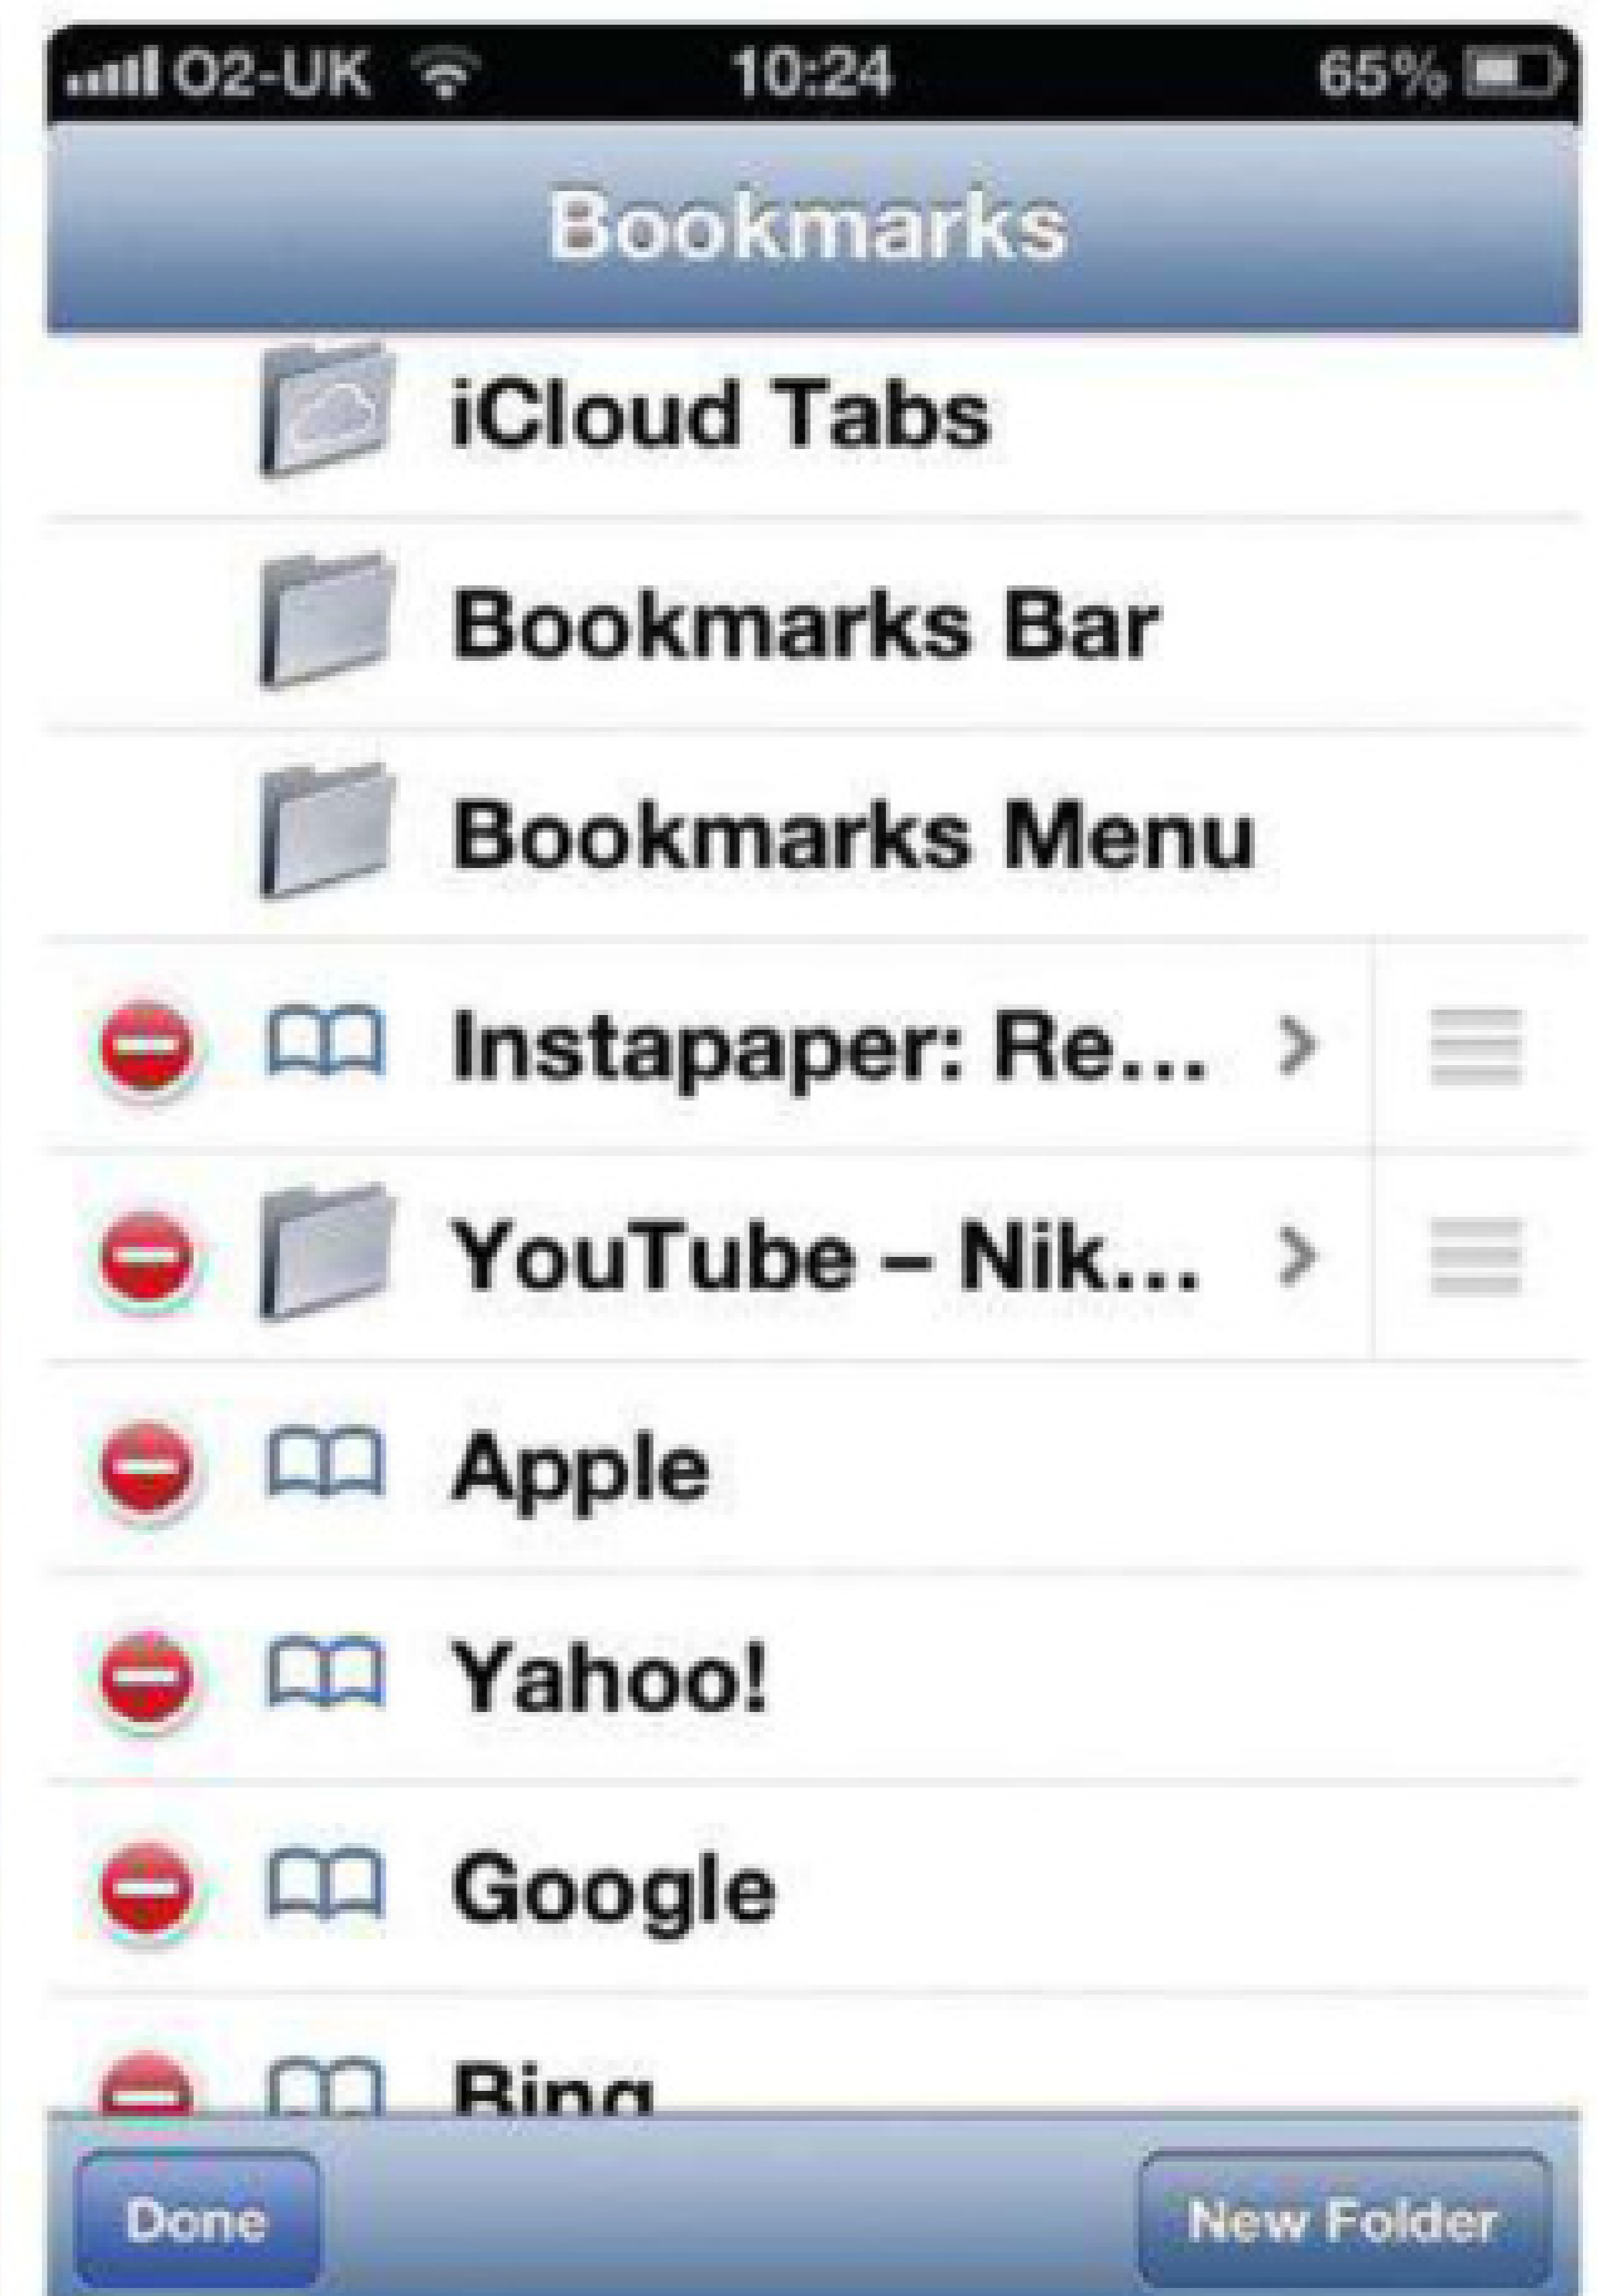 O2-UK 10:24 65%
Bookmarks
iCloud Tabs
Bookmarks Bar
Bookmarks Menu
Instapaper: Re...
YouTube – Nik...
Apple
Yahoo!
Google
Bing
Done New Folder